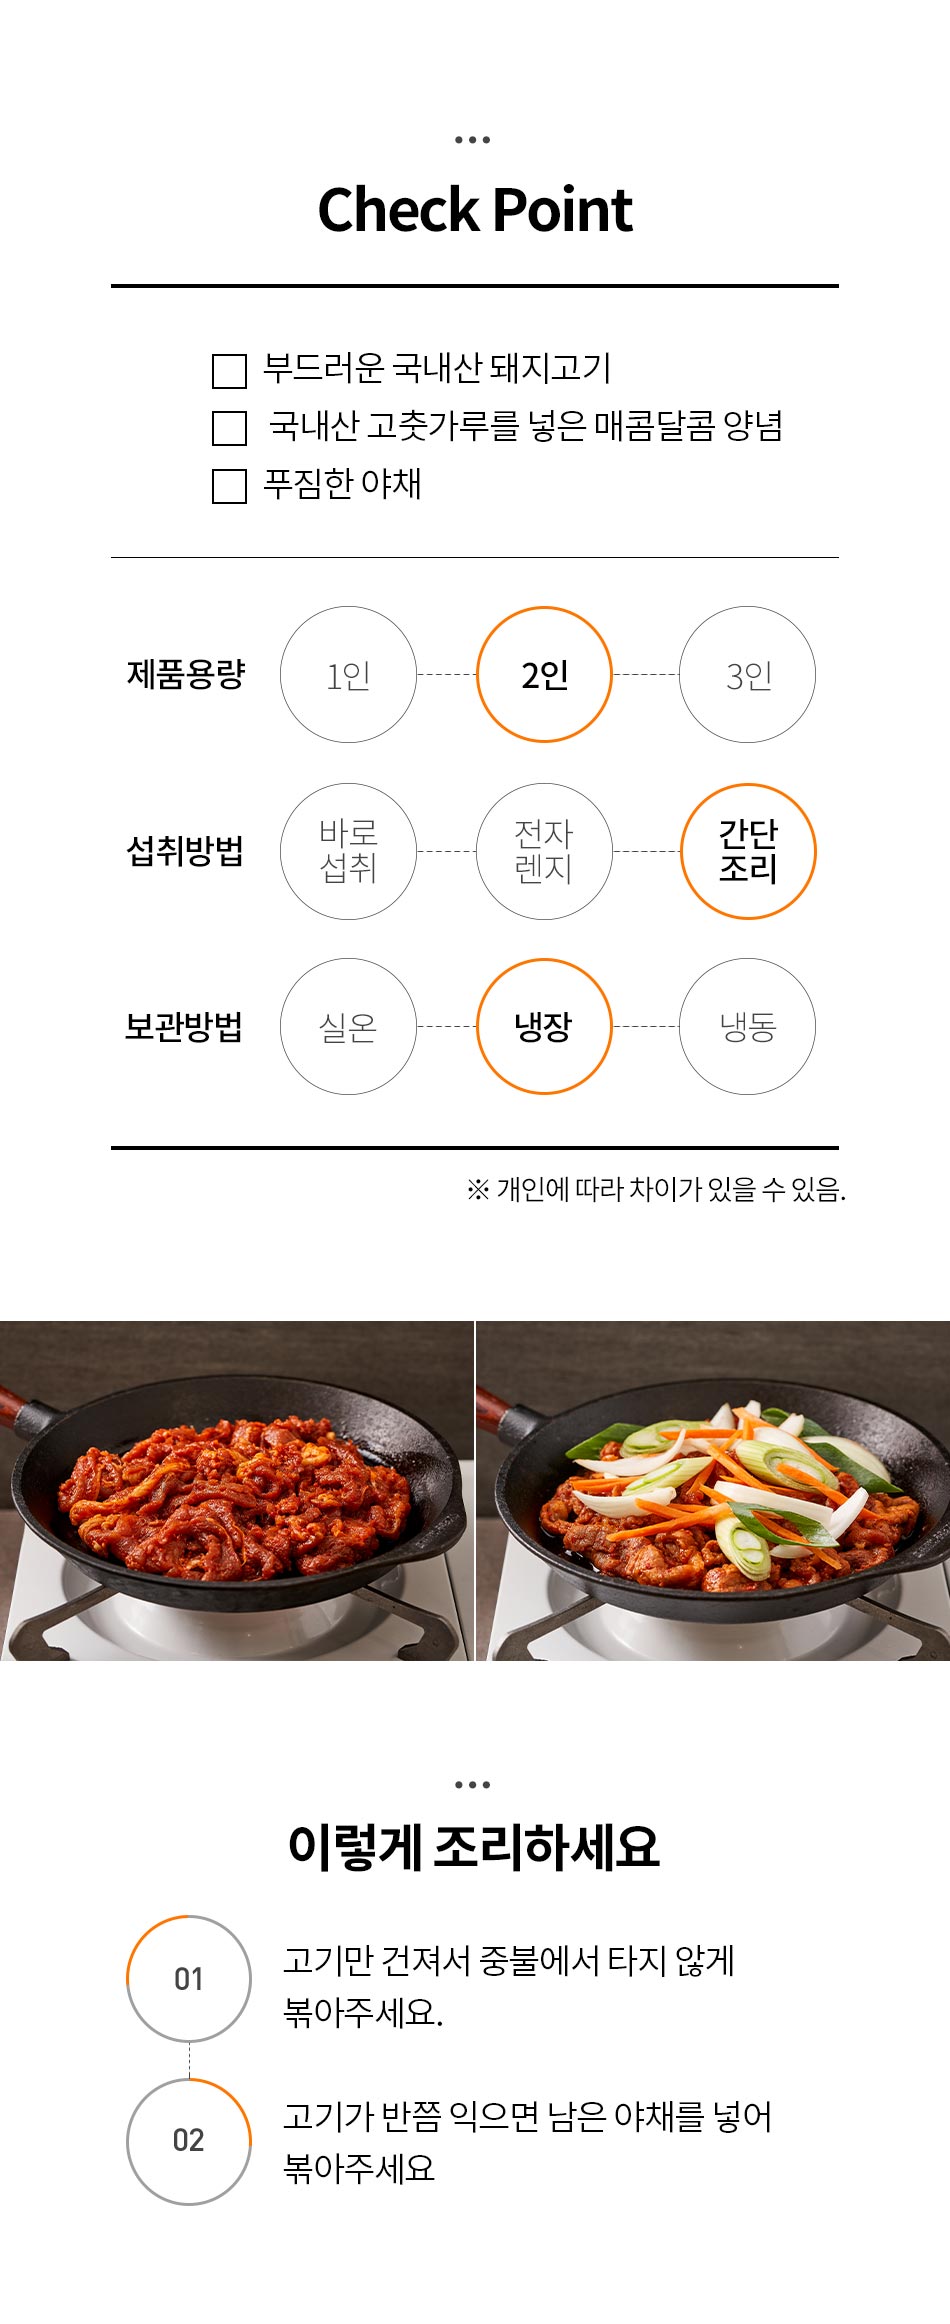 Check Point
부드러운 국내산 돼지고기
국내산 고춧가루를 넣은 매콤달콤 양념
푸짐한 야채
제품용량 1인 2인 3인
섭취방법 바로 섭취 전자 렌지 간단 조리
보관방법 실온 냉장 냉동
※ 개인에 따라 차이가 있을 수 있음.
이렇게 조리하세요
01
고기만 건져서 중불에서 타지 않게
볶아주세요.
02
고기가 반쯤 익으면 남은 야채를 넣어
볶아주세요